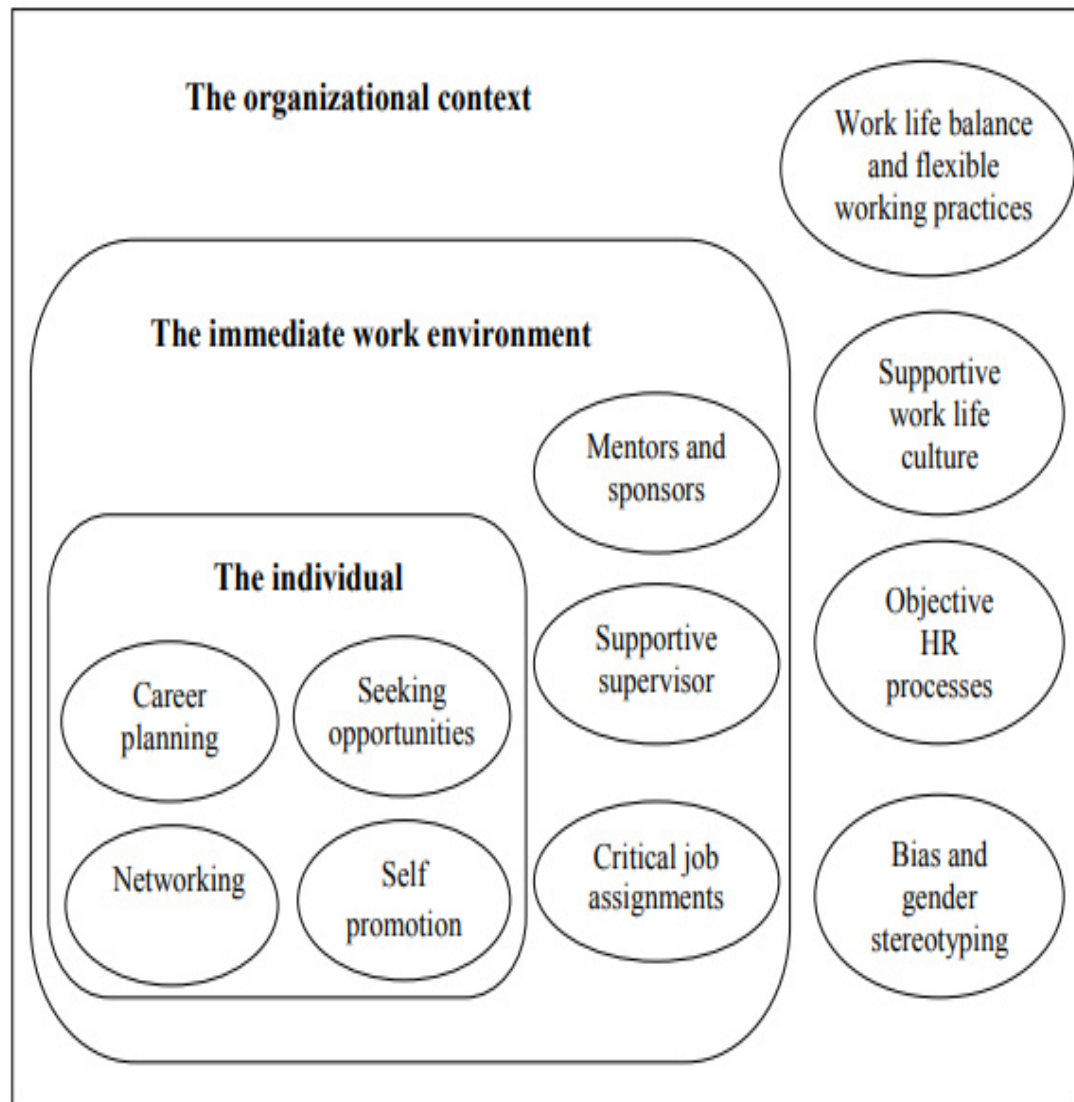 The organizational context
Work life balance
and flexible
working practices
The immediate work environment
Supportive
work life
culture
Mentors and
sponsors
The individual
Objective
HR
processes
Supportive
supervisor
Career
planning
Seeking
opportunities
Networking
Self
promotion
Critical job
assignments
Bias and
gender
stereotyping